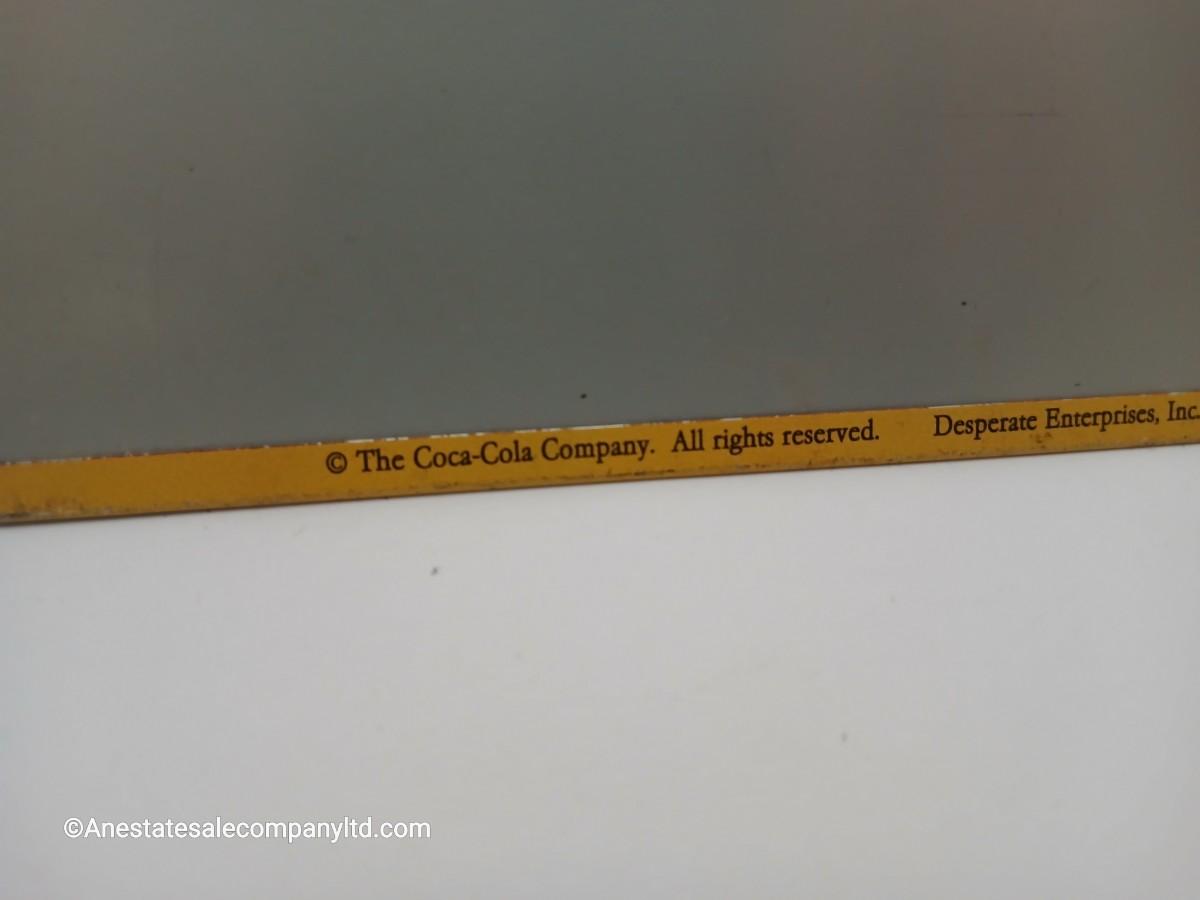 © The Coca-Cola Company. All rights reserved. Desperate Enterprises, Inc.
©Anestatesalecompanyltd.com